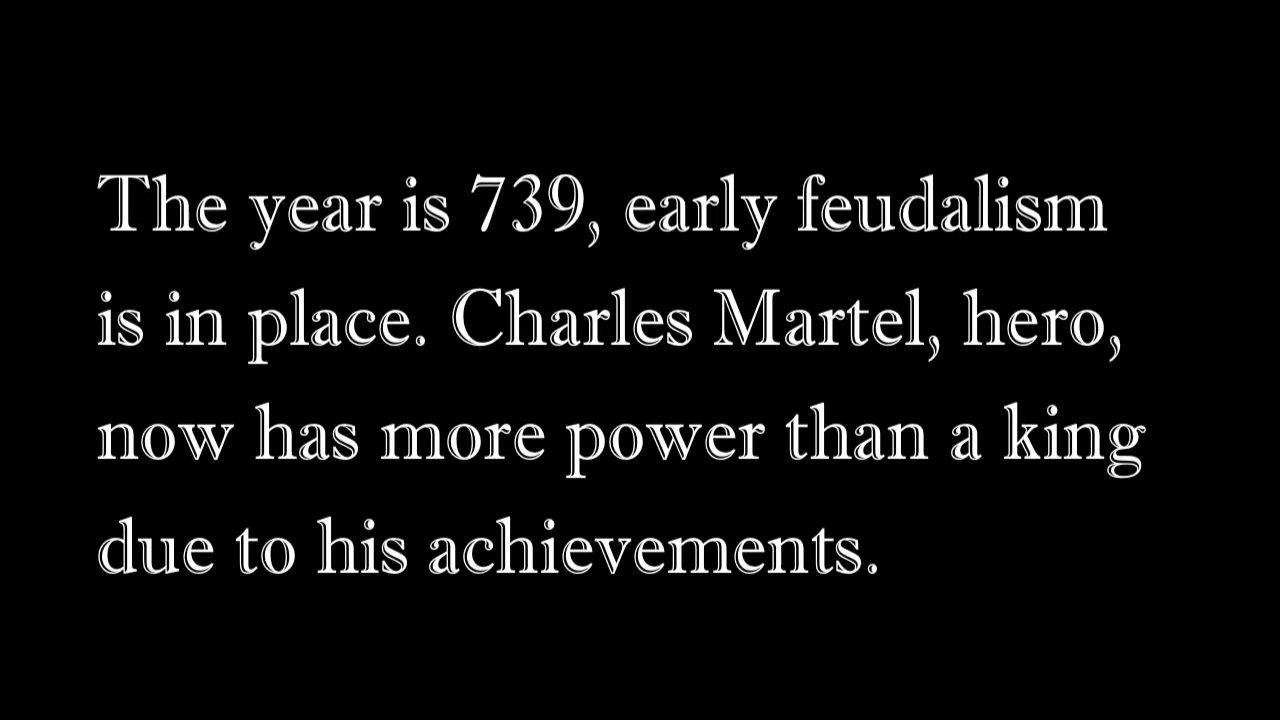 The year is 739, early feudalism
is in place. Charles Martel, hero,
now has more power than a king
due to his achievements.